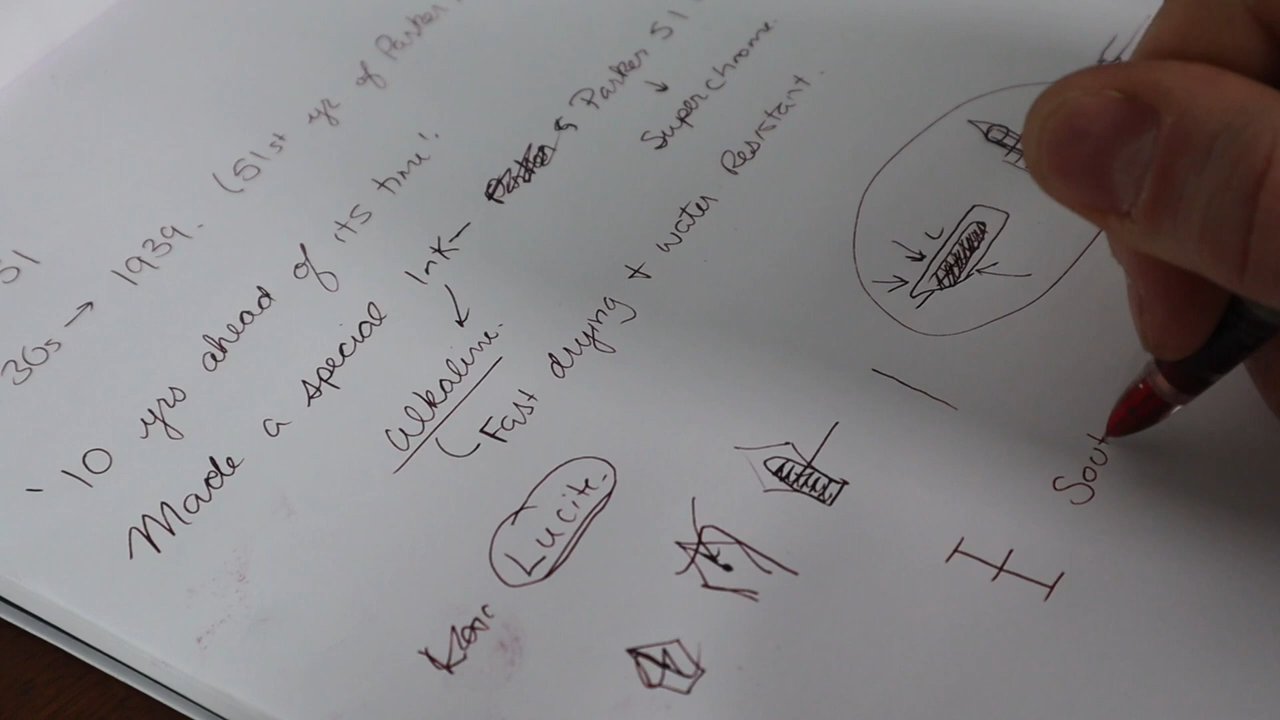 51
30s → 1939. (51st yr of Parker
10 yrs ahead of its time!
Made a special Ink - & Parker 51
Superchrome.
Alkaline.
Fast drying + water Resistant.
Lucite.
Sout